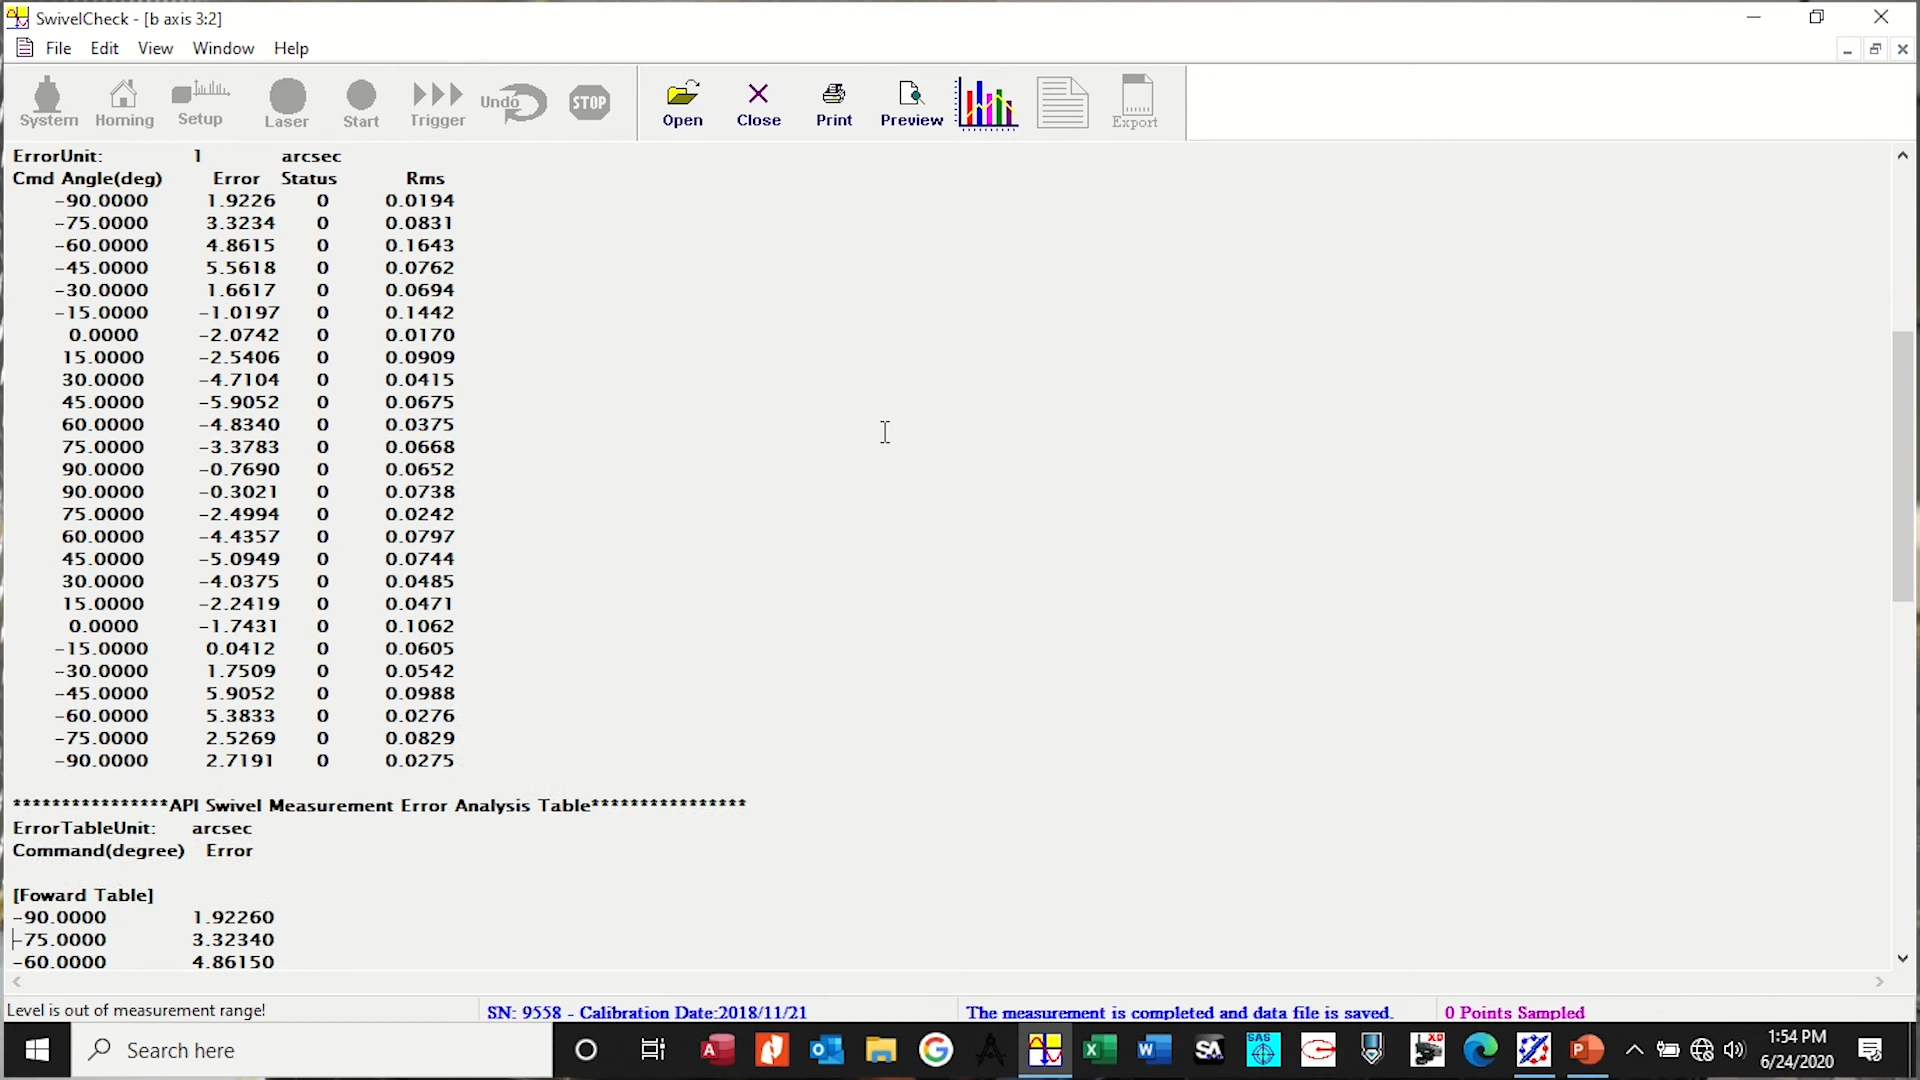 SwivelCheck - [b axis 3:2]
File Edit View Window Help
System Homing Setup Laser Start Trigger Undo STOP Open Close Print Preview Export
ErrorUnit: 1 arcsec
Cmd Angle(deg) Error Status Rms
-90.0000 1.9226 0 0.0194
-75.0000 3.3234 0 0.0831
-60.0000 4.8615 0 0.1643
-45.0000 5.5618 0 0.0762
-30.0000 1.6617 0 0.0694
-15.0000 -1.0197 0 0.1442
0.0000 -2.0742 0 0.0170
15.0000 -2.5406 0 0.0909
30.0000 -4.7104 0 0.0415
45.0000 -5.9052 0 0.0675
60.0000 -4.8340 0 0.0375
75.0000 -3.3783 0 0.0668
90.0000 -0.7690 0 0.0652
90.0000 -0.3021 0 0.0738
75.0000 -2.4994 0 0.0242
60.0000 -4.4357 0 0.0797
45.0000 -5.0949 0 0.0744
30.0000 -4.0375 0 0.0485
15.0000 -2.2419 0 0.0471
0.0000 -1.7431 0 0.1062
-15.0000 0.0412 0 0.0605
-30.0000 1.7509 0 0.0542
-45.0000 5.9052 0 0.0988
-60.0000 5.3833 0 0.0276
-75.0000 2.5269 0 0.0829
-90.0000 2.7191 0 0.0275
****************API Swivel Measurement Error Analysis Table****************
ErrorTableUnit: arcsec
Command(degree) Error
[Foward Table]
-90.0000 1.92260
-75.0000 3.32340
-60.0000 4.86150
Level is out of measurement range! SN: 9558 - Calibration Date:2018/11/21 The measurement is completed and data file is saved. 0 Points Sampled
Search here
1:54 PM
6/24/2020